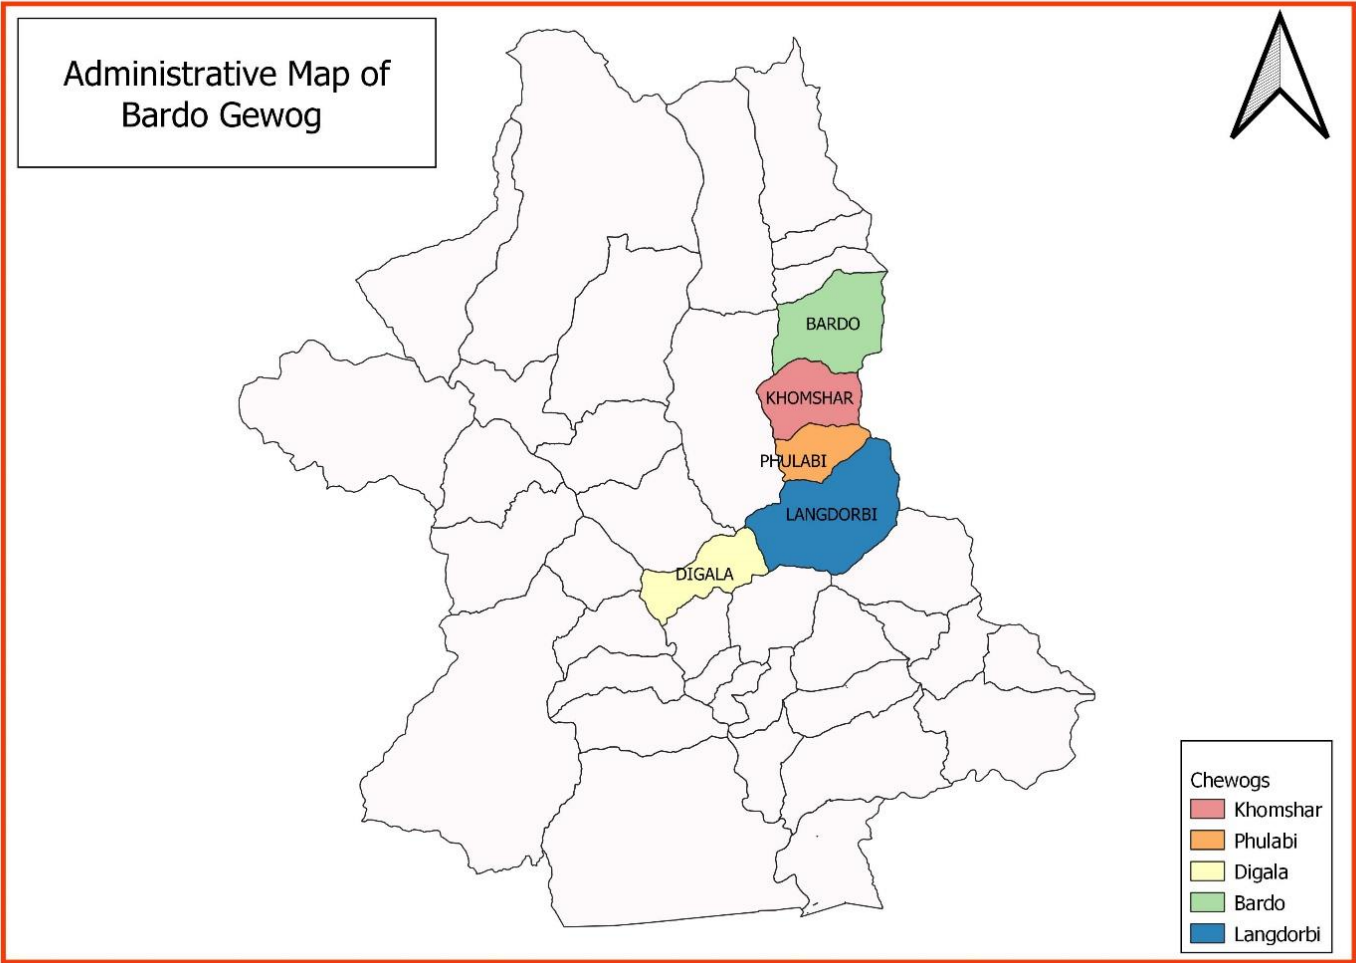 Administrative Map of
Bardo Gewog
BARDO
KHOMSHAR
PHULABI
LANGDORBI
DIGALA
Chewogs
Khomshar
Phulabi
Digala
Bardo
Langdorbi